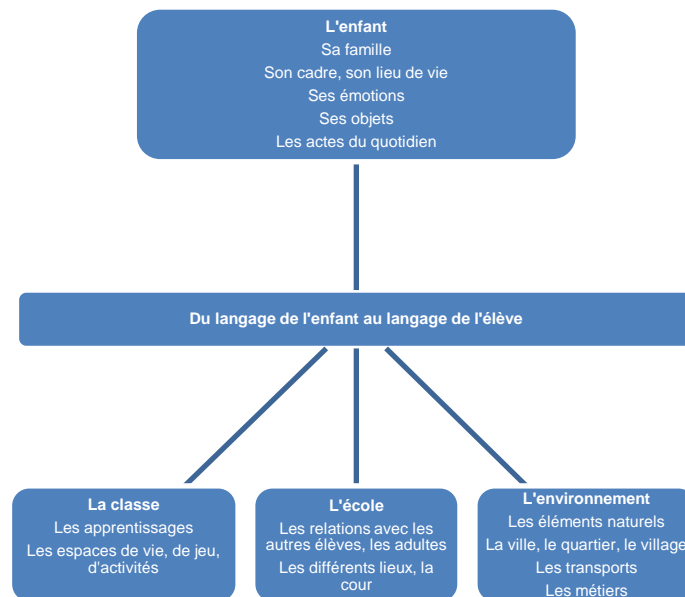 L'enfant
Sa famille
Son cadre, son lieu de vie
Ses émotions
Ses objets
Les actes du quotidien
Du langage de l'enfant au langage de l'élève
La classe
Les apprentissages
Les espaces de vie, de jeu,
d'activités
L'école
Les relations avec les
autres élèves, les adultes
Les différents lieux, la
cour
L'environnement
Les éléments naturels
La ville, le quartier, le village
Les transports
Les métiers